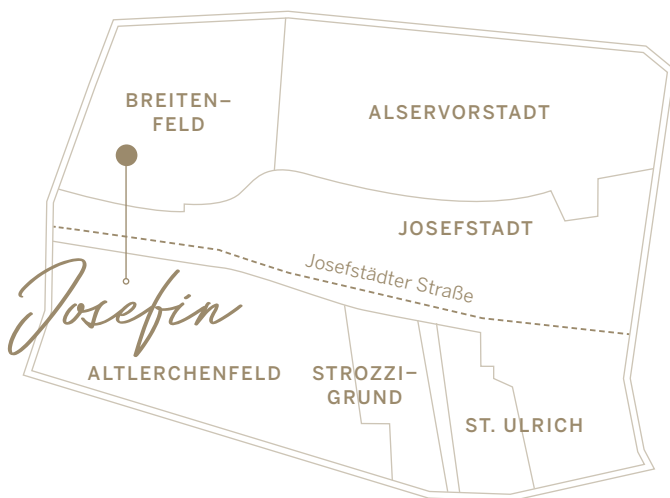 BREITEN–
FELD
ALSERVORSTADT
JOSEFSTADT
Josefstädter Straße
Josefin
ALTLERCHENFELD
STROZZI–
GRUND
ST. ULRICH